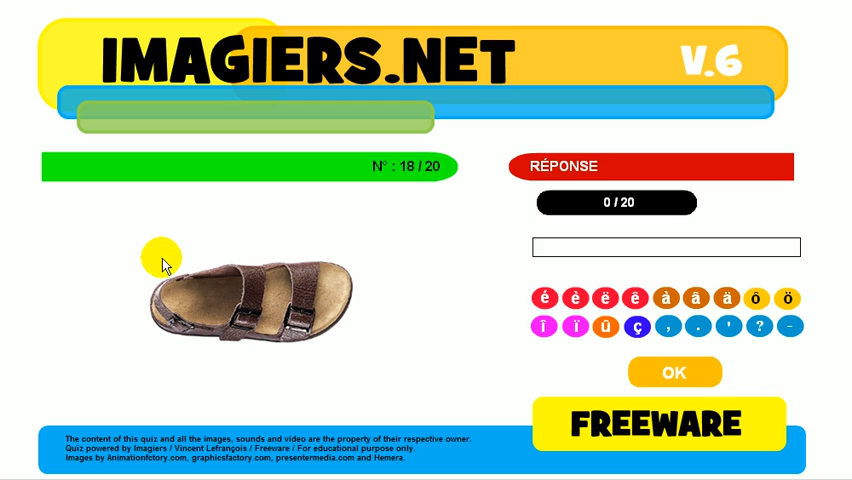 IMAGIERS.NET
V.6
N° : 18 / 20
RÉPONSE
0 / 20
é è ë ê à â ä ô ö
î ï û ç , . ' ? -
OK
FREEWARE
The content of this quiz and all the images, sounds and video are the property of their respective owner.
Quiz powered by Imagiers / Vincent Lefrançois / Freeware / For educational purpose only.
Images by Animationfctory.com, graphicsfactory.com, presentermedia.com and Hemera.